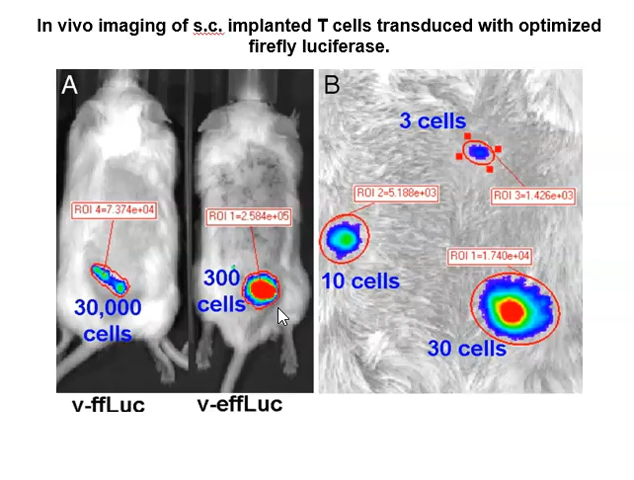 In vivo imaging of s.c. implanted T cells transduced with optimized
firefly luciferase.
A
ROI 4=7.374e+04
30,000
cells
ROI 1=2.584e+05
300
cells
v-ffLuc
v-effLuc
B
3 cells
ROI 2=5.188e+03
ROI 3=1.426e+03
10 cells
ROI 1=1.740e+04
30 cells